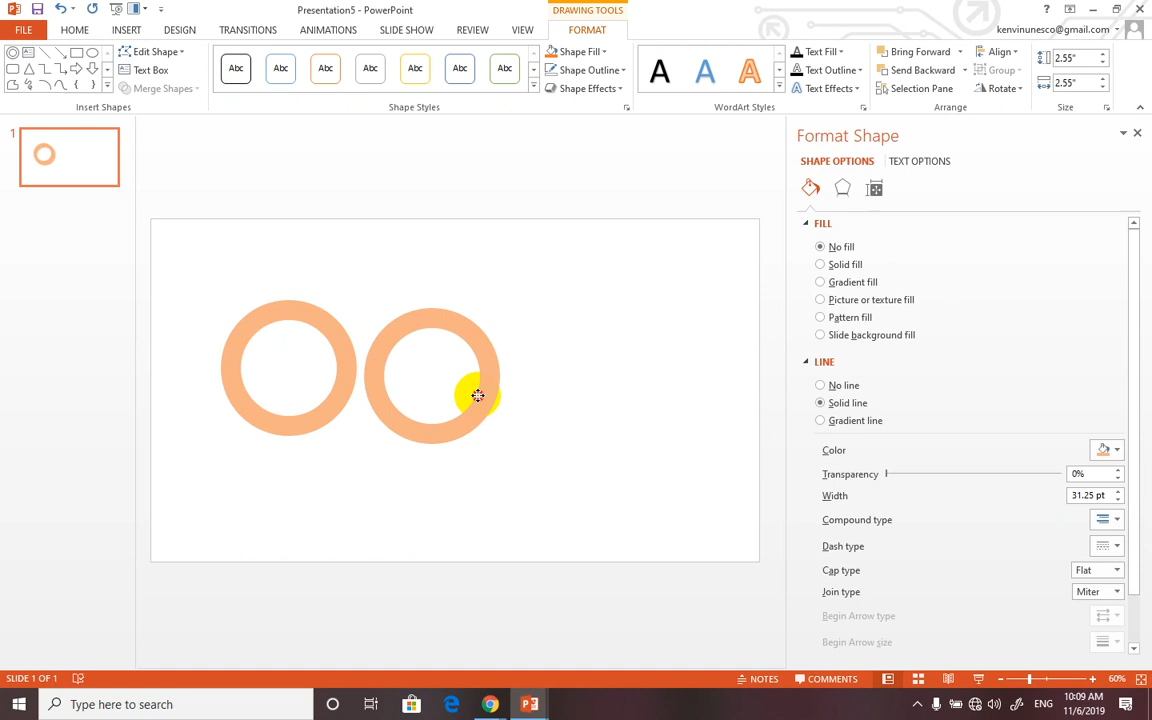 Presentation5 - PowerPoint
DRAWING TOOLS
FILE HOME INSERT DESIGN TRANSITIONS ANIMATIONS SLIDE SHOW REVIEW VIEW FORMAT
kenvinunesco@gmail.com
Edit Shape
Text Box
Merge Shapes
Insert Shapes
Abc Abc Abc Abc Abc Abc Abc
Shape Styles
Shape Fill
Shape Outline
Shape Effects
A A A
WordArt Styles
Text Fill
Text Outline
Text Effects
Bring Forward
Send Backward
Selection Pane
Align
Group
Rotate
Arrange
2.55"
2.55"
Size
1
Format Shape
SHAPE OPTIONS TEXT OPTIONS
FILL
No fill
Solid fill
Gradient fill
Picture or texture fill
Pattern fill
Slide background fill
LINE
No line
Solid line
Gradient line
Color
Transparency 0%
Width 31.25 pt
Compound type
Dash type
Cap type Flat
Join type Miter
Begin Arrow type
Begin Arrow size
SLIDE 1 OF 1
NOTES
COMMENTS
60%
Type here to search
ENG
10:09 AM
11/6/2019